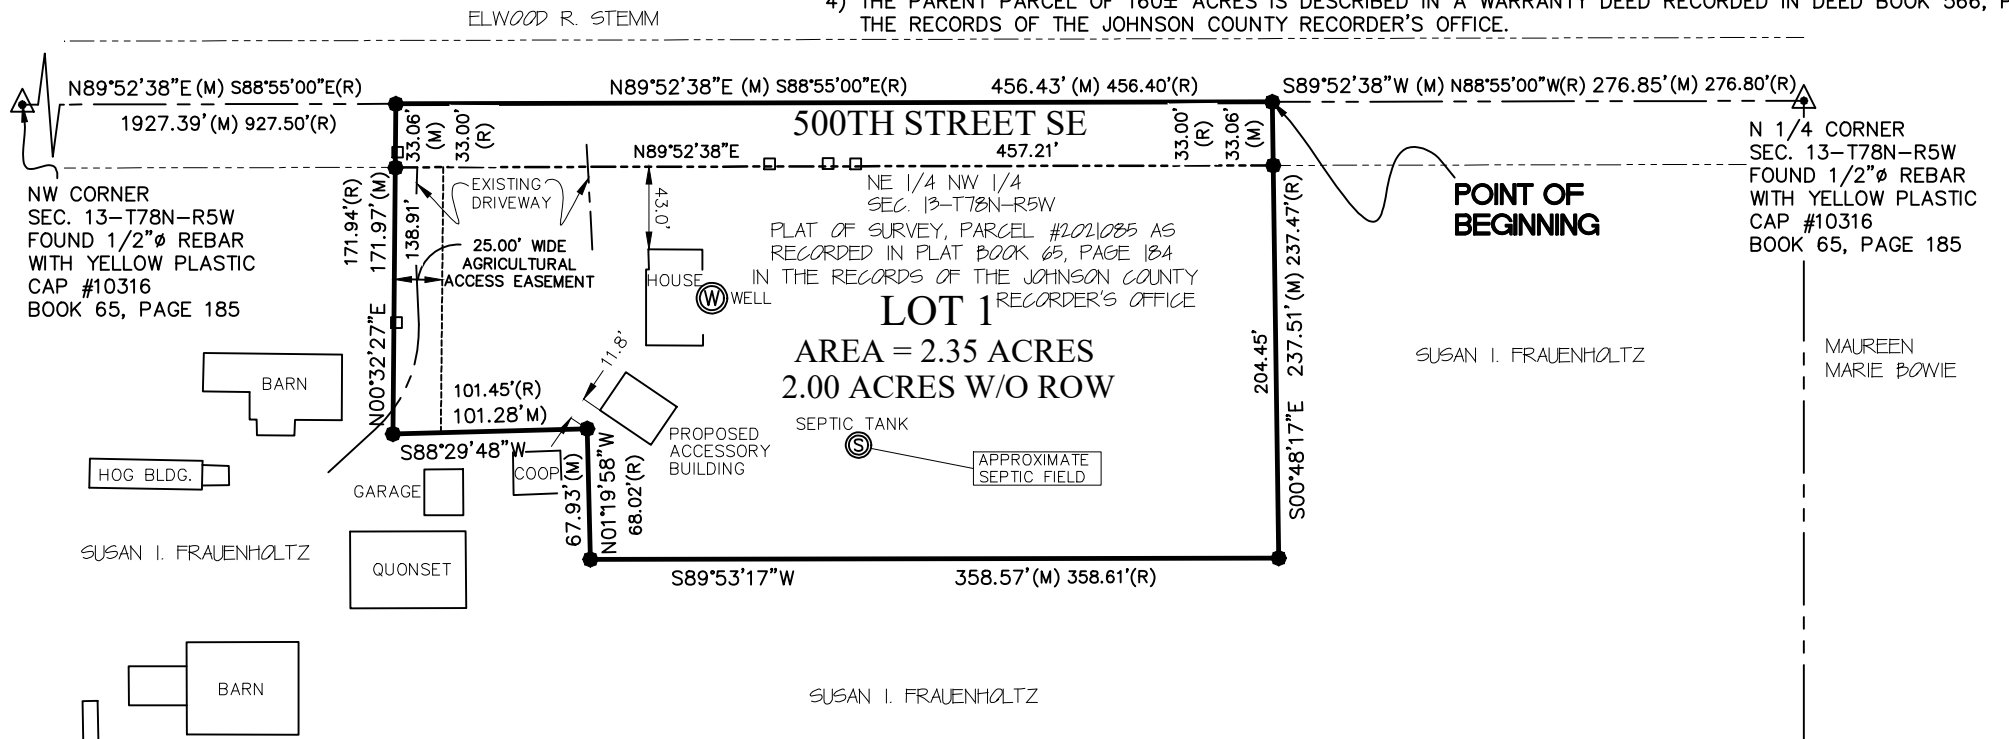 4) THE PARENT PARCEL OF 160± ACRES IS DESCRIBED IN A WARRANTY DEED RECORDED IN DEED BOOK 566,
THE RECORDS OF THE JOHNSON COUNTY RECORDER'S OFFICE.
ELWOOD R. STEMM
N89°52'38"E (M) S88°55'00"E(R)
1927.39'(M) 927.50'(R)
N89°52'38"E (M) S88°55'00"E(R)
456.43' (M) 456.40'(R)
S89°52'38"W (M) N88°55'00"W(R) 276.85'(M) 276.80'(R)
500TH STREET SE
33.06'
(M)
33.00'
(R)
33.00'
(R)
33.06'
(M)
N89°52'38"E
457.21'
NW CORNER
SEC. 13-T78N-R5W
FOUND 1/2"ø REBAR
WITH YELLOW PLASTIC
CAP #10316
BOOK 65, PAGE 185
N 1/4 CORNER
SEC. 13-T78N-R5W
FOUND 1/2"ø REBAR
WITH YELLOW PLASTIC
CAP #10316
BOOK 65, PAGE 185
POINT OF
BEGINNING
EXISTING
DRIVEWAY
43.0'
NE 1/4 NW 1/4
SEC. 13-T78N-R5W
PLAT OF SURVEY, PARCEL #2021085 AS
RECORDED IN PLAT BOOK 65, PAGE 184
IN THE RECORDS OF THE JOHNSON COUNTY
RECORDER'S OFFICE
171.94'(R)
171.97'(M)
138.91'
N00°32'27"E
25.00' WIDE
AGRICULTURAL
ACCESS EASEMENT
HOUSE
W
WELL
LOT 1
AREA = 2.35 ACRES
2.00 ACRES W/O ROW
204.45'
S00°48'17"E 237.51'(M) 237.47'(R)
SUSAN I. FRAUENHOLTZ
MAUREEN
MARIE BOWIE
BARN
11.8'
101.45'(R)
101.28'M)
S88°29'48"W
PROPOSED
ACCESSORY
BUILDING
SEPTIC TANK
S
APPROXIMATE
SEPTIC FIELD
HOG BLDG.
GARAGE
COOP
67.93'(M)
N01°19'58"W
68.02'(R)
SUSAN I. FRAUENHOLTZ
QUONSET
S89°53'17"W
358.57'(M) 358.61'(R)
BARN
SUSAN I. FRAUENHOLTZ